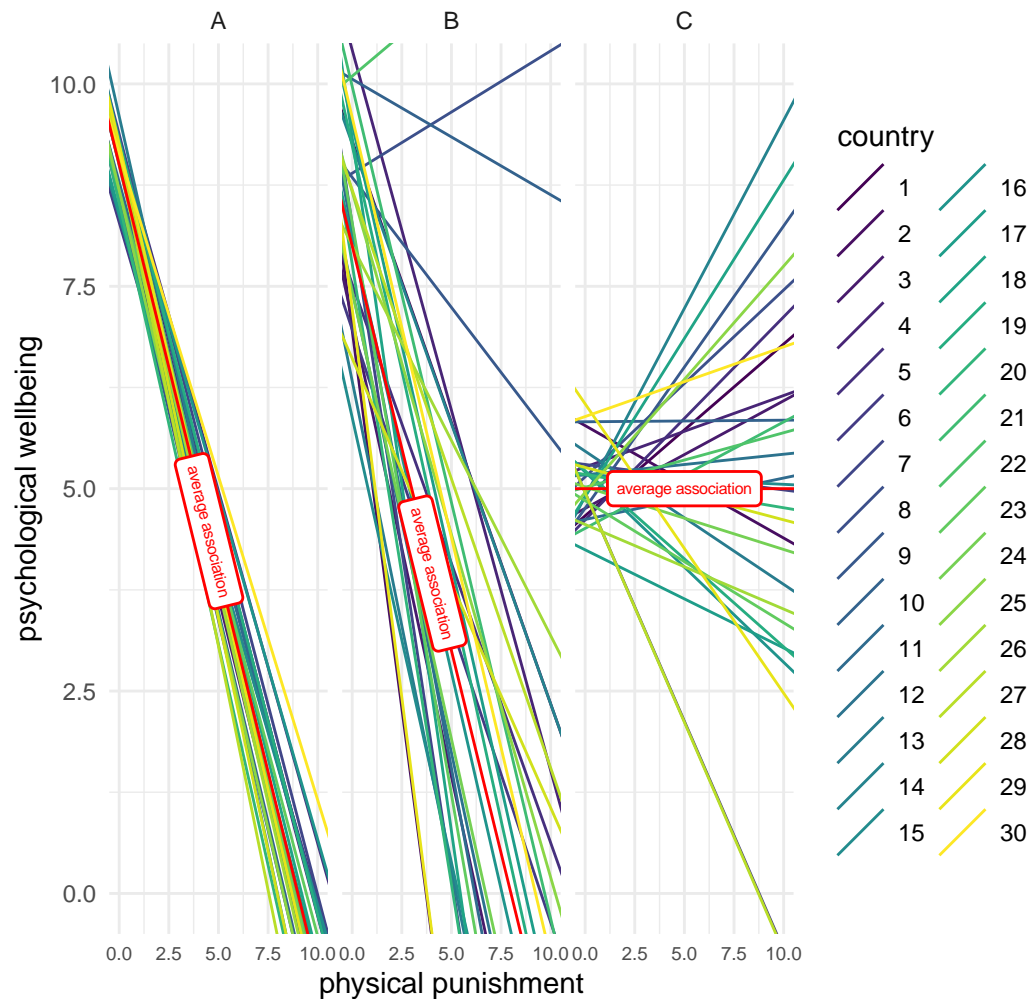 A B C
psychological wellbeing
10.0
7.5
5.0
2.5
0.0
average association
average association
average association
0.0 2.5 5.0 7.5 10.0 0.0 2.5 5.0 7.5 10.0 0.0 2.5 5.0 7.5 10.0
physical punishment
country
1 16
2 17
3 18
4 19
5 20
6 21
7 22
8 23
9 24
10 25
11 26
12 27
13 28
14 29
15 30